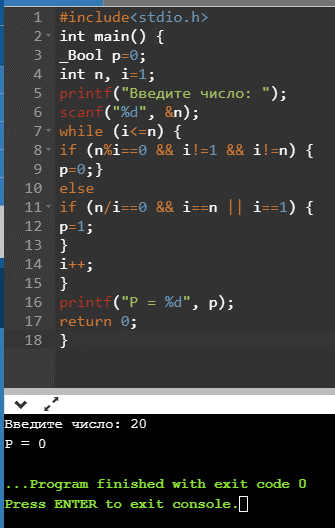 1 #include<stdio.h>
2 int main() {
3 _Bool p=0;
4 int n, i=1;
5 printf("Введите число: ");
6 scanf("%d", &n);
7 while (i<=n) {
8 if (n%i==0 && i!=1 && i!=n) {
9 p=0;}
10 else
11 if (n/i==0 && i==n || i==1) {
12 p=1;
13 }
14 i++;
15 }
16 printf("P = %d", p);
17 return 0;
18 }
Введите число: 20
P = 0
...Program finished with exit code 0
Press ENTER to exit console.